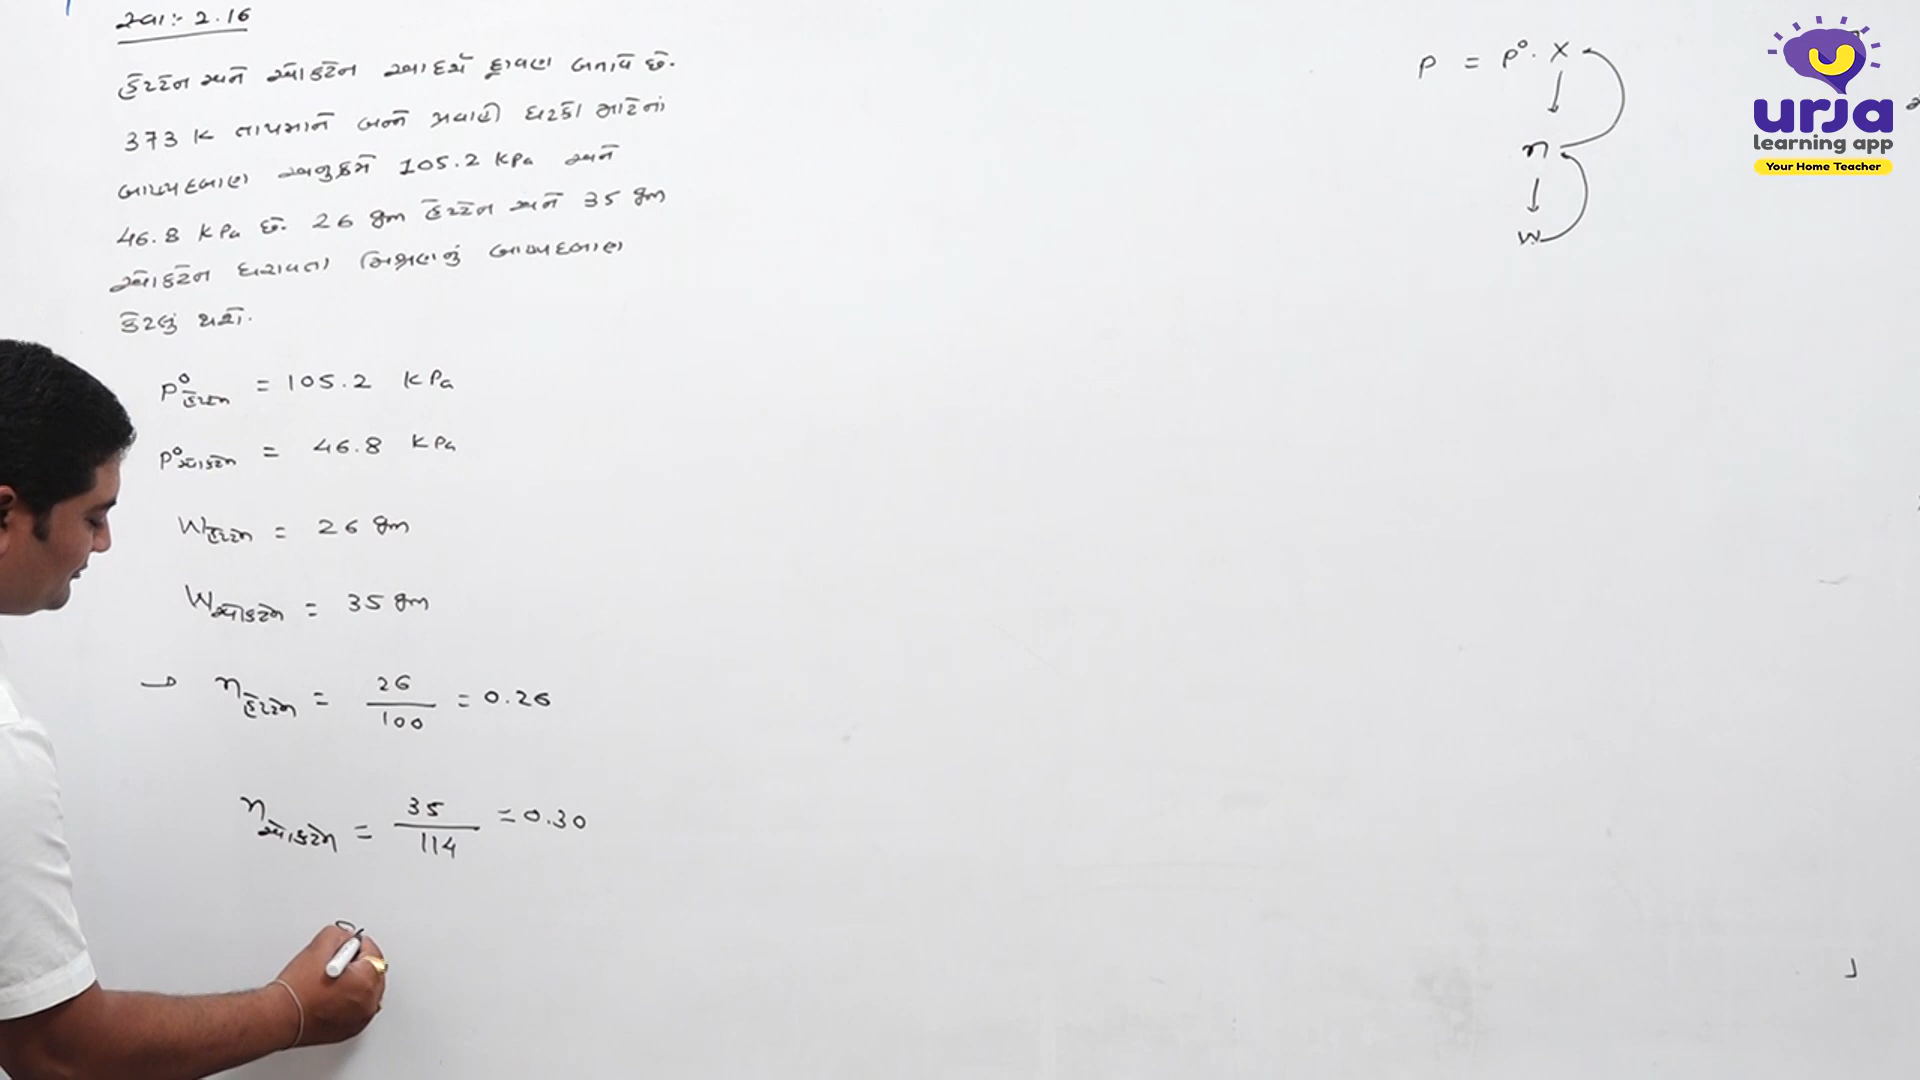 સ્વા:- 2.16
હેપ્ટેન અને ઓક્ટેન આદર્શ દ્રાવણ બનાવે છે.
373 K તાપમાને બન્ને પ્રવાહી ઘટકો માટેનાં
બાષ્પદબાણ અનુક્રમે 105.2 KPa અને
46.8 KPa છે. 26 gm હેપ્ટેન અને 35 gm
ઓક્ટેન ધરાવતા મિશ્રણનું બાષ્પદબાણ
કેટલું થશે.
P⁰હેપ્ટેન = 105.2 KPa
P⁰ઓક્ટેન = 46.8 KPa
Wહેપ્ટેન = 26 gm
Wઓક્ટેન = 35 gm
→ nહેપ્ટેન = 26/100 = 0.26
nઓક્ટેન = 35/114 = 0.30
P = P⁰. X
↓
n
↓
W
urja
learning app
Your Home Teacher